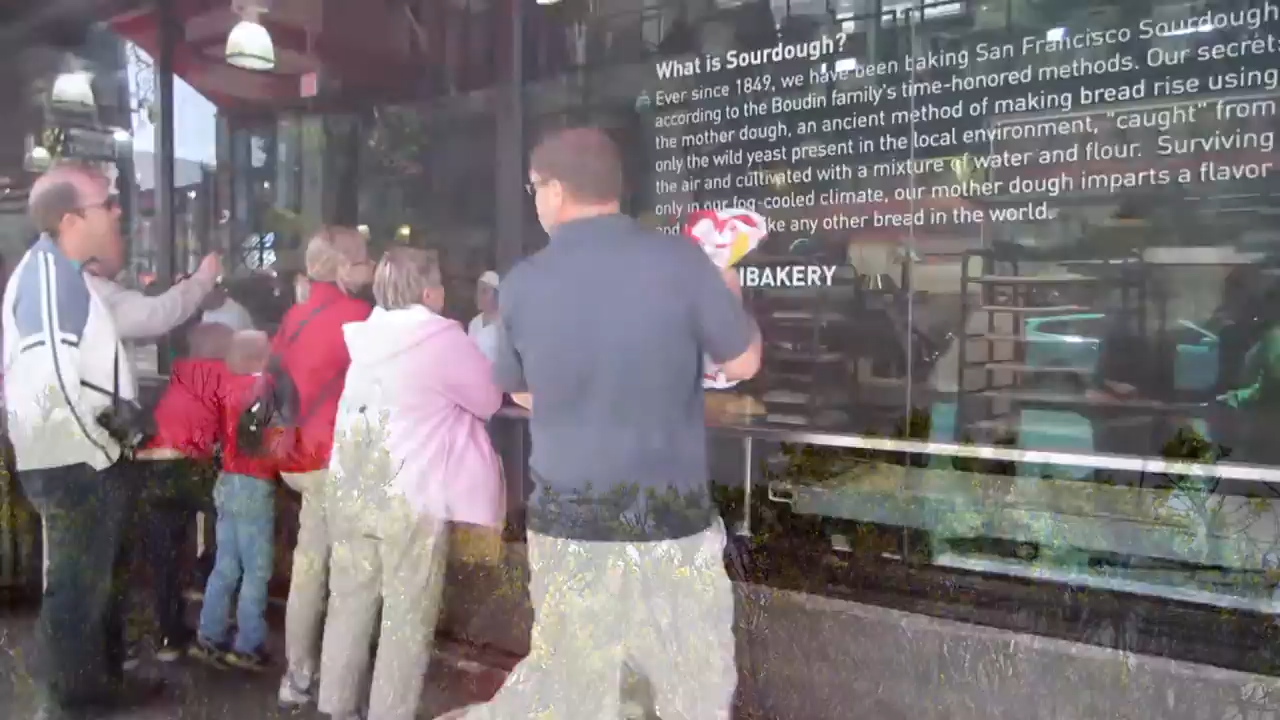 What is Sourdough?
Ever since 1849, we have been baking San Francisco Sourdough
according to the Boudin family's time-honored methods. Our secret:
the mother dough, an ancient method of making bread rise using
only the wild yeast present in the local environment, "caught" from
the air and cultivated with a mixture of water and flour. Surviving
only in our fog-cooled climate, our mother dough imparts a flavor
and ke any other bread in the world.
BAKERY